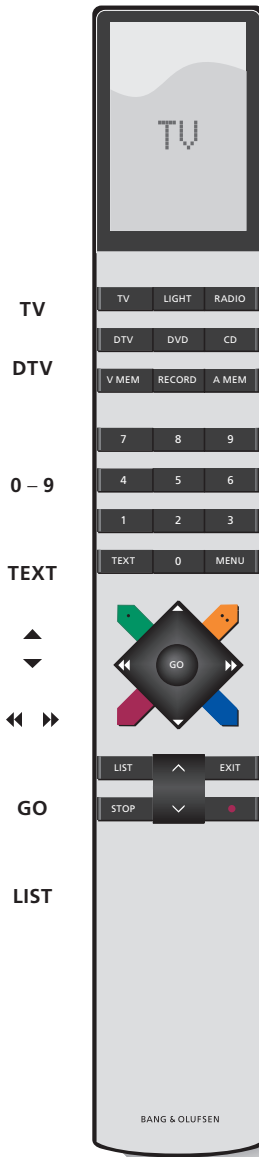 TV
TV
TV LIGHT RADIO
DTV
DTV DVD CD
V MEM RECORD A MEM
7 8 9
0 – 9
4 5 6
1 2 3
TEXT
TEXT 0 MENU
GO
LIST EXIT
GO
STOP
LIST
BANG & OLUFSEN